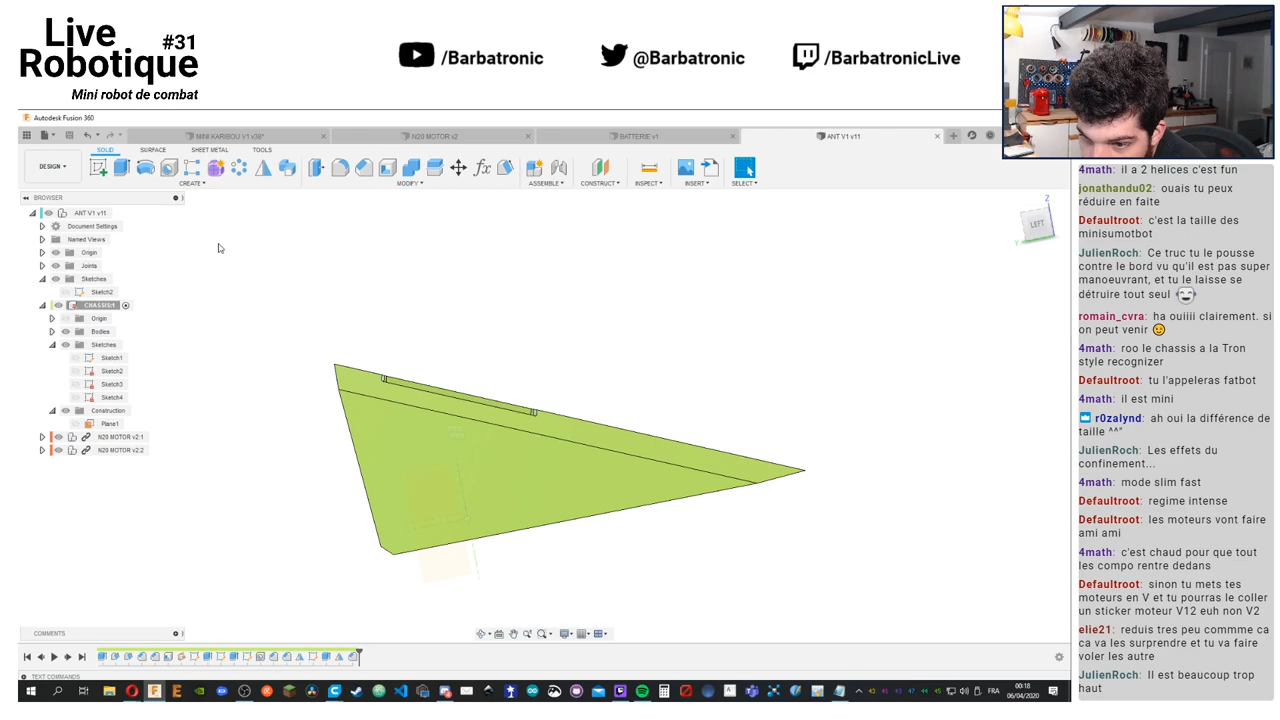 Live
Robotique #31
Mini robot de combat
/Barbatronic
@Barbatronic
/BarbatronicLive
Autodesk Fusion 360
MINI KARIBOU V1 v38*
N20 MOTOR v2
BATTERIE v1
ANT V1 v11
SOLID
SURFACE
SHEET METAL
TOOLS
DESIGN
CREATE
MODIFY
ASSEMBLE
CONSTRUCT
INSPECT
INSERT
SELECT
BROWSER
ANT V1 v11
Document Settings
Named Views
Origin
Joints
Sketches
Sketch2
CHASSIS:1
Origin
Bodies
Sketches
Sketch1
Sketch2
Sketch3
Sketch4
Construction
Plane1
N20 MOTOR v2:1
N20 MOTOR v2:2
Z
LEFT
Y
COMMENTS
TEXT COMMANDS
FRA
00:18
06/04/2020
4math: il a 2 helices c'est fun
jonathandu02: ouais tu peux
réduire en faite
Defaultroot: c'est la taille des
minisumotbot
JulienRoch: Ce truc tu le pousse
contre le bord vu qu'il est pas super
manoeuvrant, et tu le laisse se
détruire tout seul
romain_cvra: ha ouiiii clairement. si
on peut venir
4math: roo le chassis a la Tron
style recognizer
Defaultroot: tu l'appeleras fatbot
4math: il est mini
r0zalynd: ah oui la différence de
taille ^^"
JulienRoch: Les effets du
confinement...
4math: mode slim fast
Defaultroot: regime intense
Defaultroot: les moteurs vont faire
ami ami
4math: c'est chaud pour que tout
les compo rentre dedans
Defaultroot: sinon tu mets tes
moteurs en V et tu pourras le coller
un sticker moteur V12 euh non V2
elie21: reduis tres peu commme ca
ca va les surprendre et tu va faire
voler les autre
JulienRoch: Il est beaucoup trop
haut